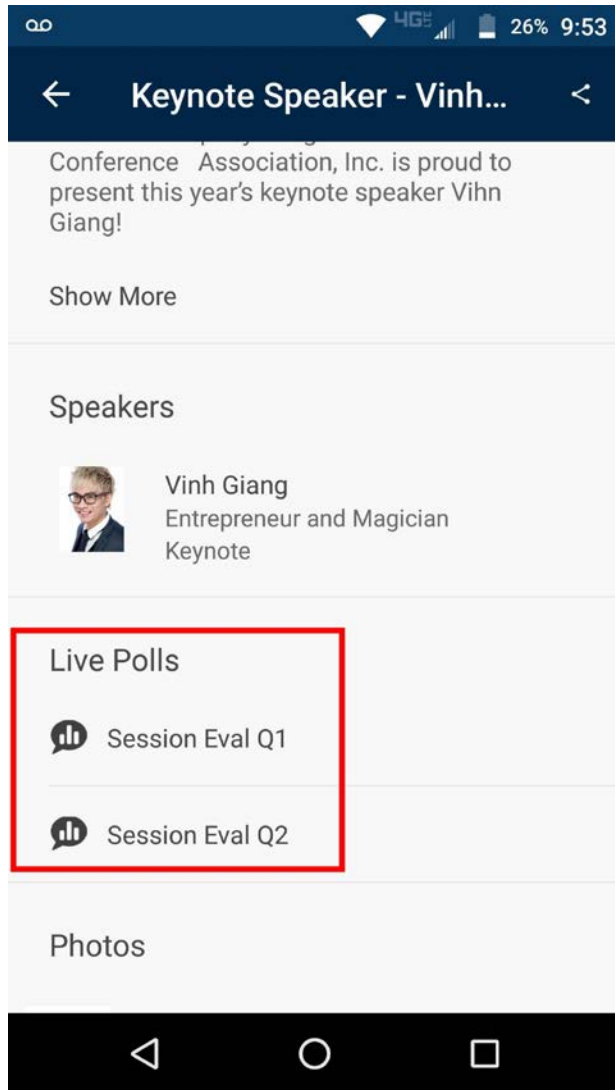 4G
26% 9:53
Keynote Speaker - Vinh...
Conference Association, Inc. is proud to
present this year's keynote speaker Vihn
Giang!
Show More
Speakers
Vinh Giang
Entrepreneur and Magician
Keynote
Live Polls
Session Eval Q1
Session Eval Q2
Photos